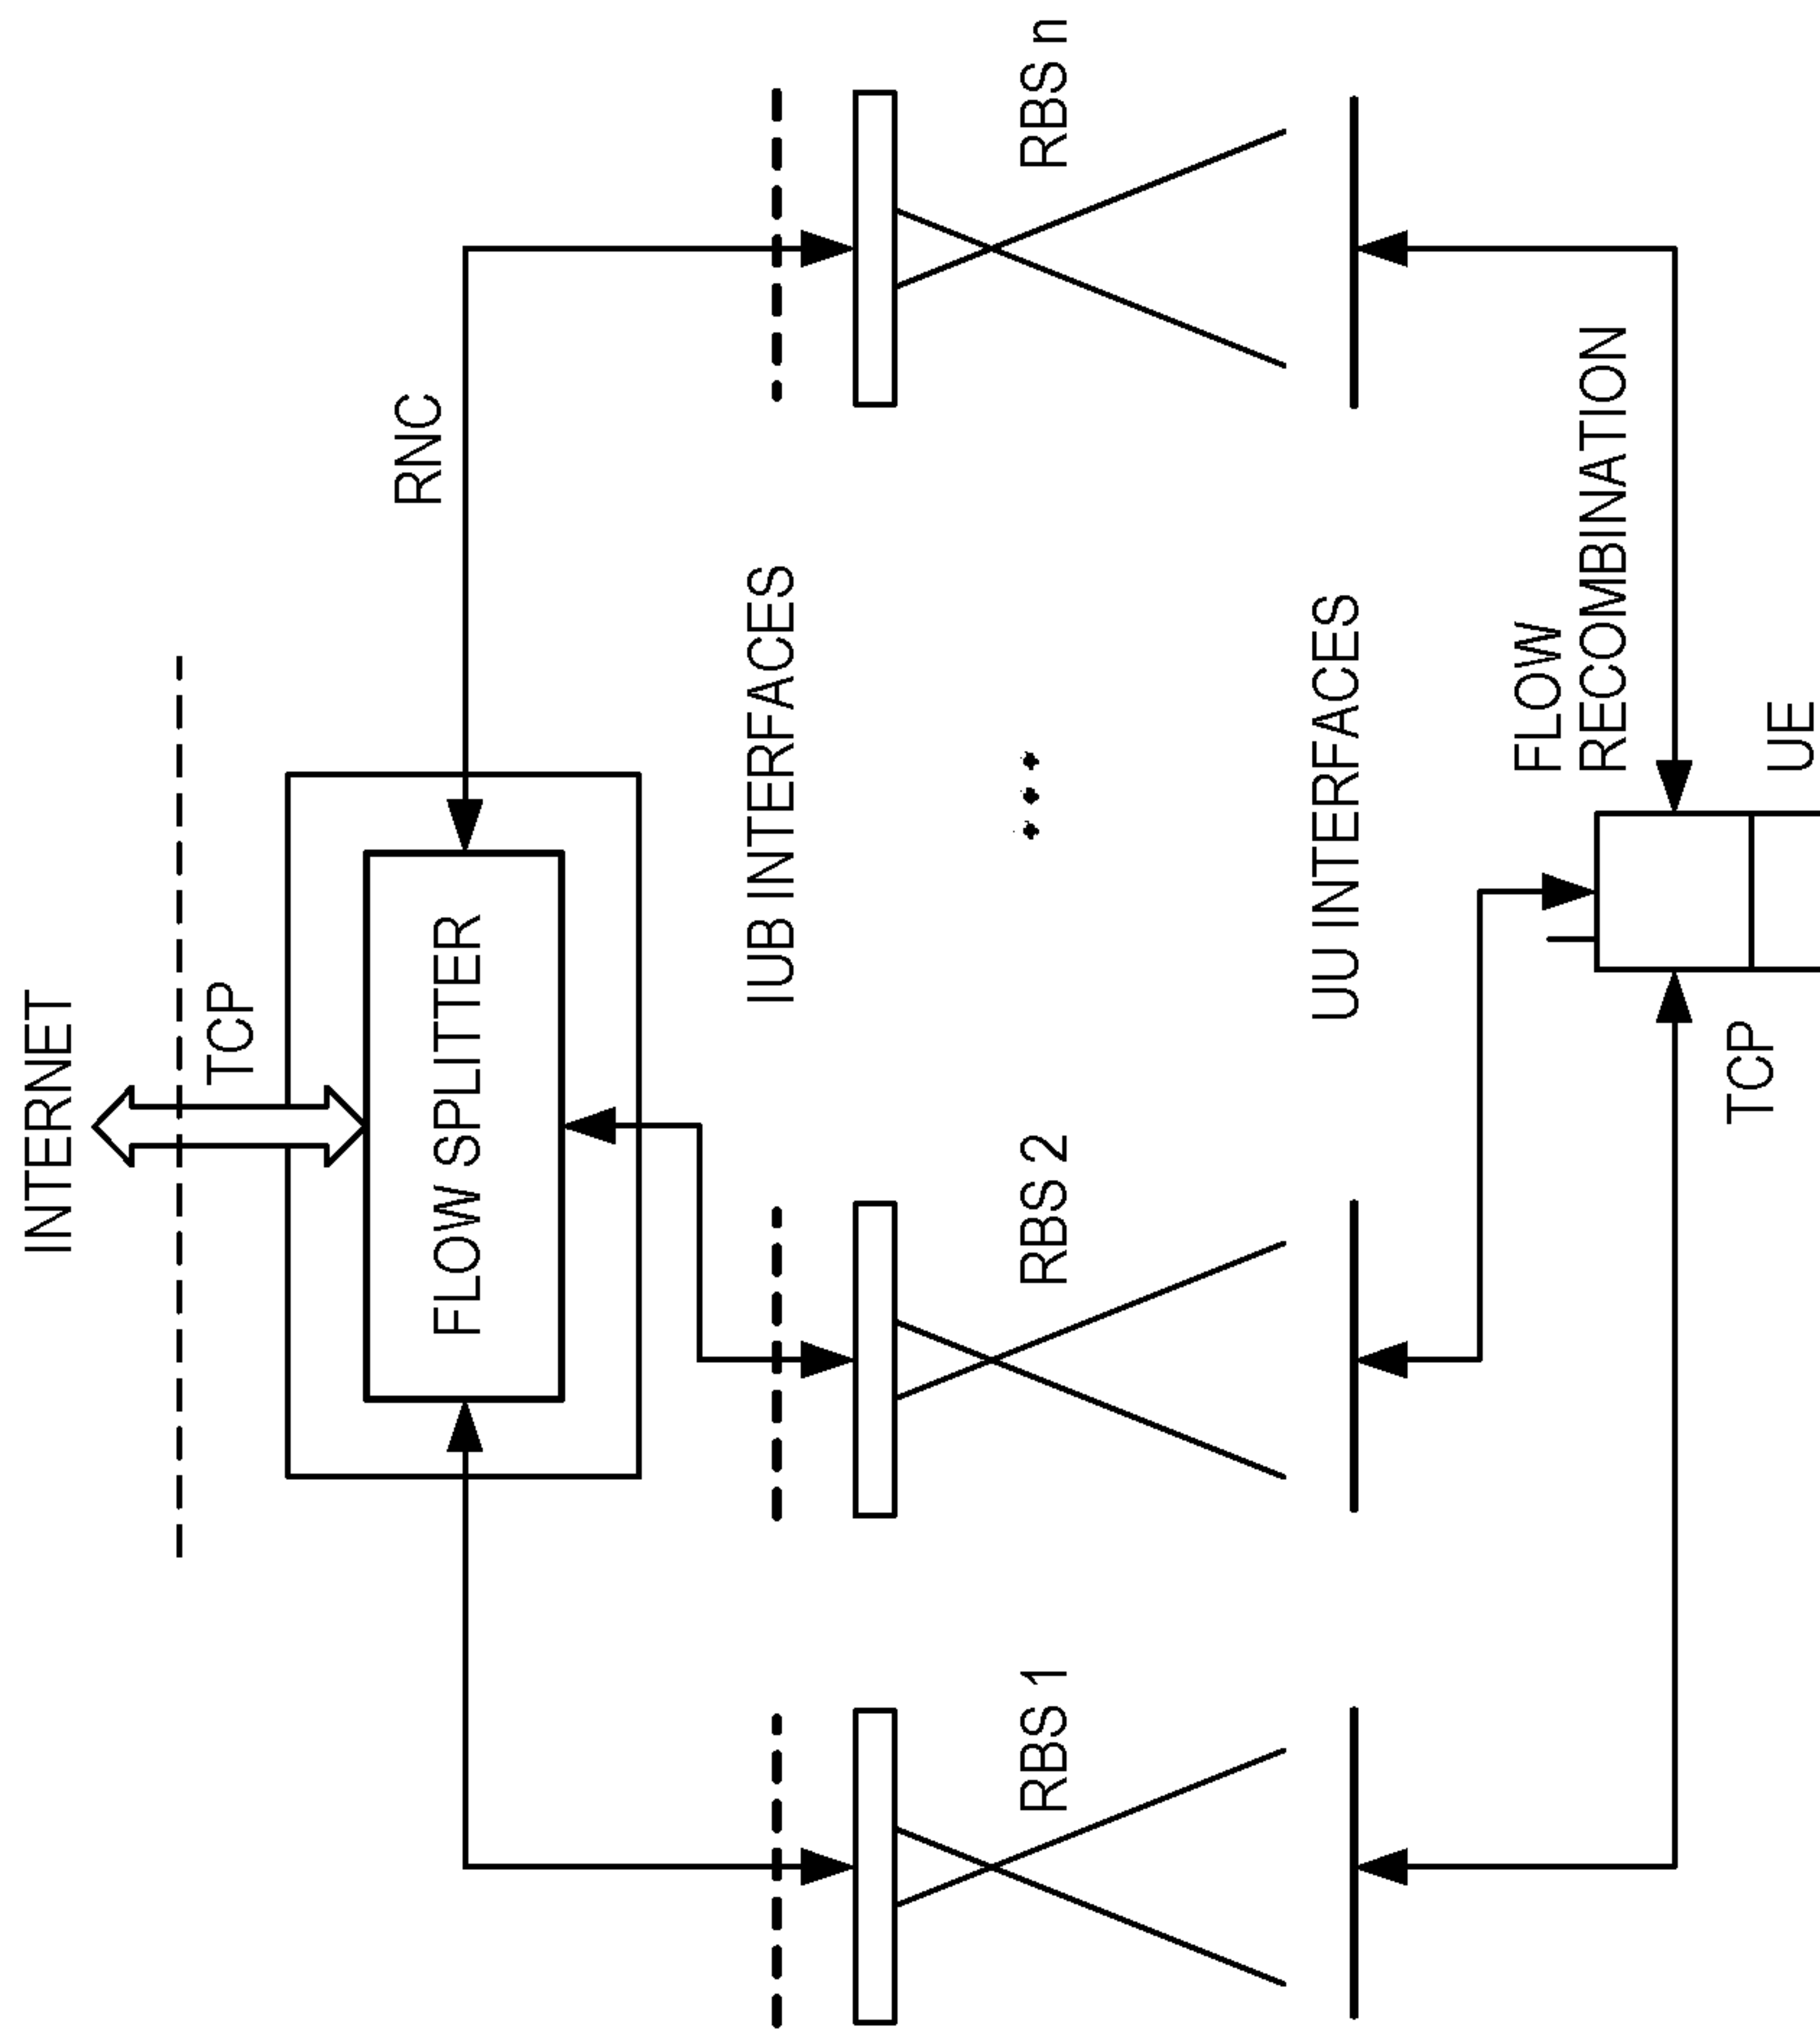 INTERNET
TCP
RNC
FLOW SPLITTER
IUB INTERFACES
RBS 1
RBS 2
RBS n
UU INTERFACES
FLOW
RECOMBINATION
TCP
UE